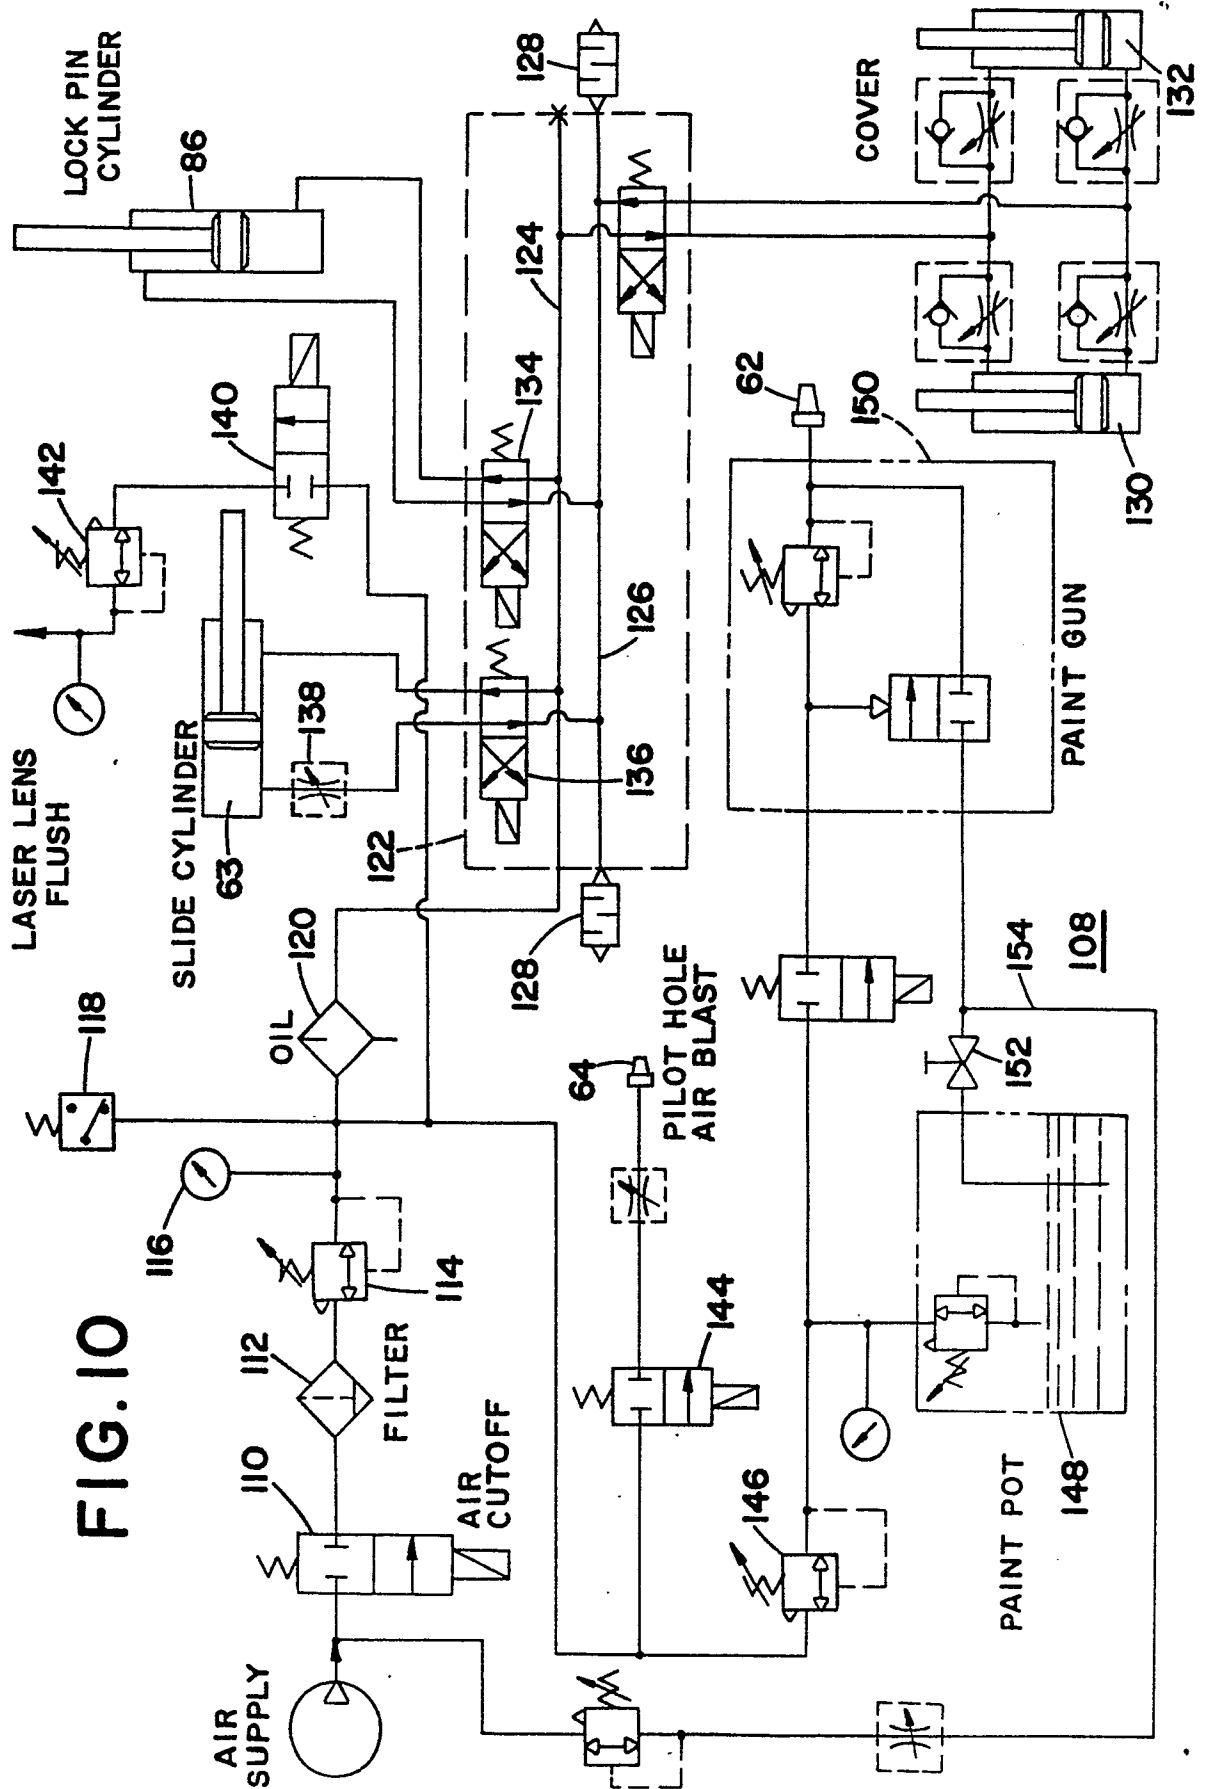 FIG. 10
LASER LENS
FLUSH
142
140
LOCK PIN
CYLINDER
86
SLIDE CYLINDER
63
138
118
116
OIL
120
AIR
SUPPLY
110
AIR
CUTOFF
112
FILTER
114
122
136
134
124
126
128
128
COVER
132
130
64
PILOT HOLE
AIR BLAST
144
146
62
150
PAINT GUN
108
154
152
PAINT POT
148